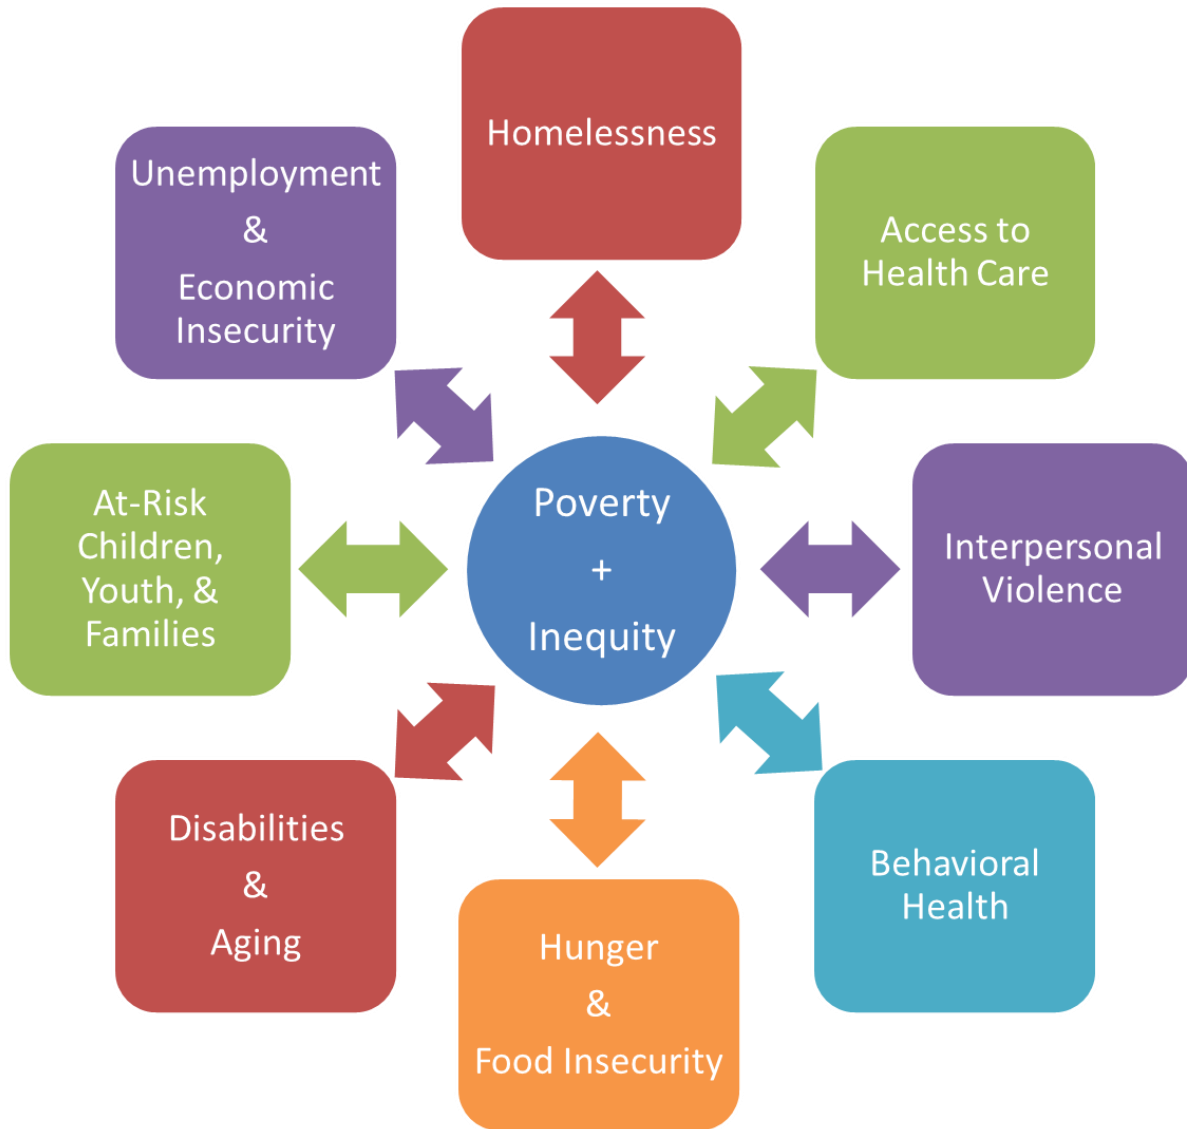 Homelessness
Access to
Health Care
Interpersonal
Violence
Behavioral
Health
Hunger
&
Food Insecurity
Disabilities
&
Aging
At-Risk
Children,
Youth, &
Families
Unemployment
&
Economic
Insecurity
Poverty
+
Inequity